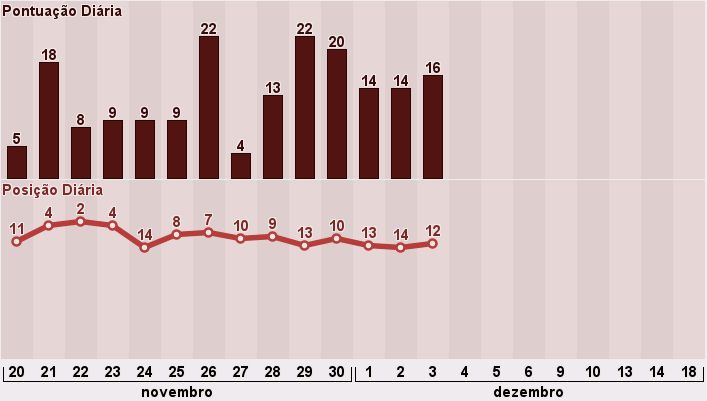 Pontuação Diária
5 18 8 9 9 9 22 4 13 22 20 14 14 16
Posição Diária
11 4 2 4 14 8 7 10 9 13 10 13 14 12
20 21 22 23 24 25 26 27 28 29 30 1 2 3 4 5 6 9 10 13 14 18
novembro dezembro